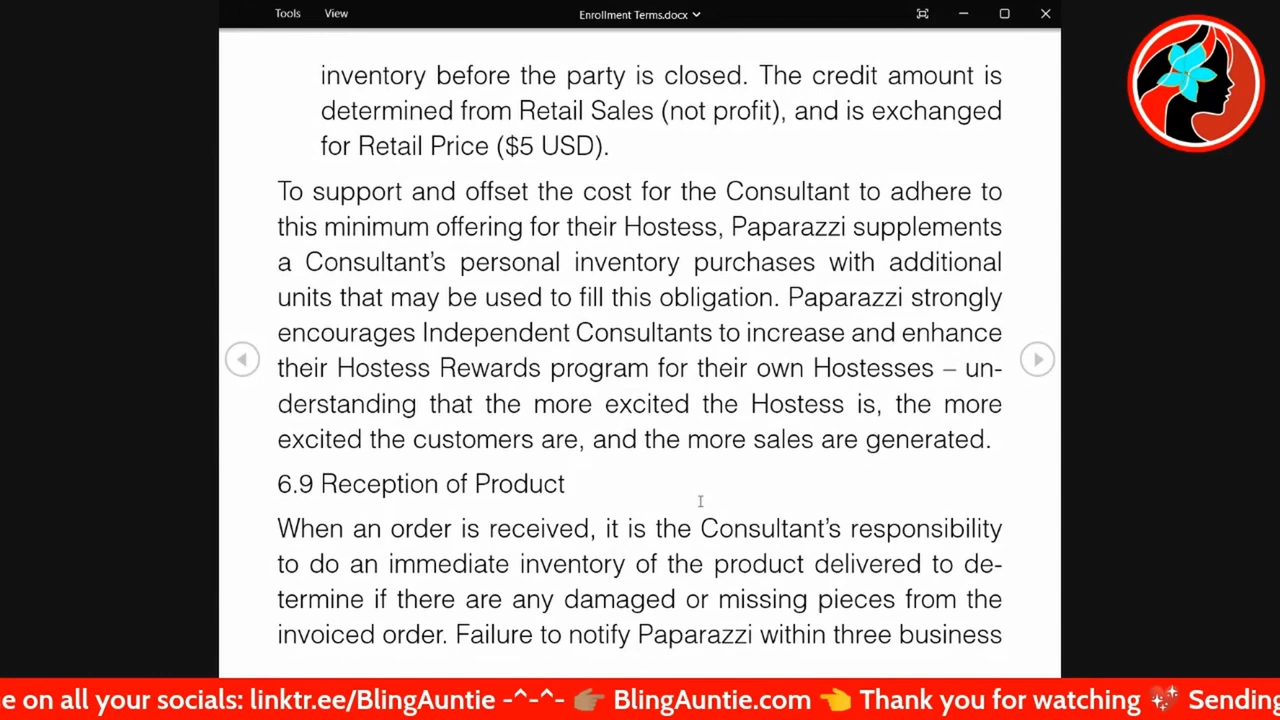 Tools View Enrollment Terms.docx
inventory before the party is closed. The credit amount is
determined from Retail Sales (not profit), and is exchanged
for Retail Price ($5 USD).
To support and offset the cost for the Consultant to adhere to
this minimum offering for their Hostess, Paparazzi supplements
a Consultant's personal inventory purchases with additional
units that may be used to fill this obligation. Paparazzi strongly
encourages Independent Consultants to increase and enhance
their Hostess Rewards program for their own Hostesses – un-
derstanding that the more excited the Hostess is, the more
excited the customers are, and the more sales are generated.
6.9 Reception of Product
When an order is received, it is the Consultant's responsibility
to do an immediate inventory of the product delivered to de-
termine if there are any damaged or missing pieces from the
invoiced order. Failure to notify Paparazzi within three business
e on all your socials: linktr.ee/BlingAuntie -^-^- 👉🏽 BlingAuntie.com 👈 Thank you for watching 💖 Sending